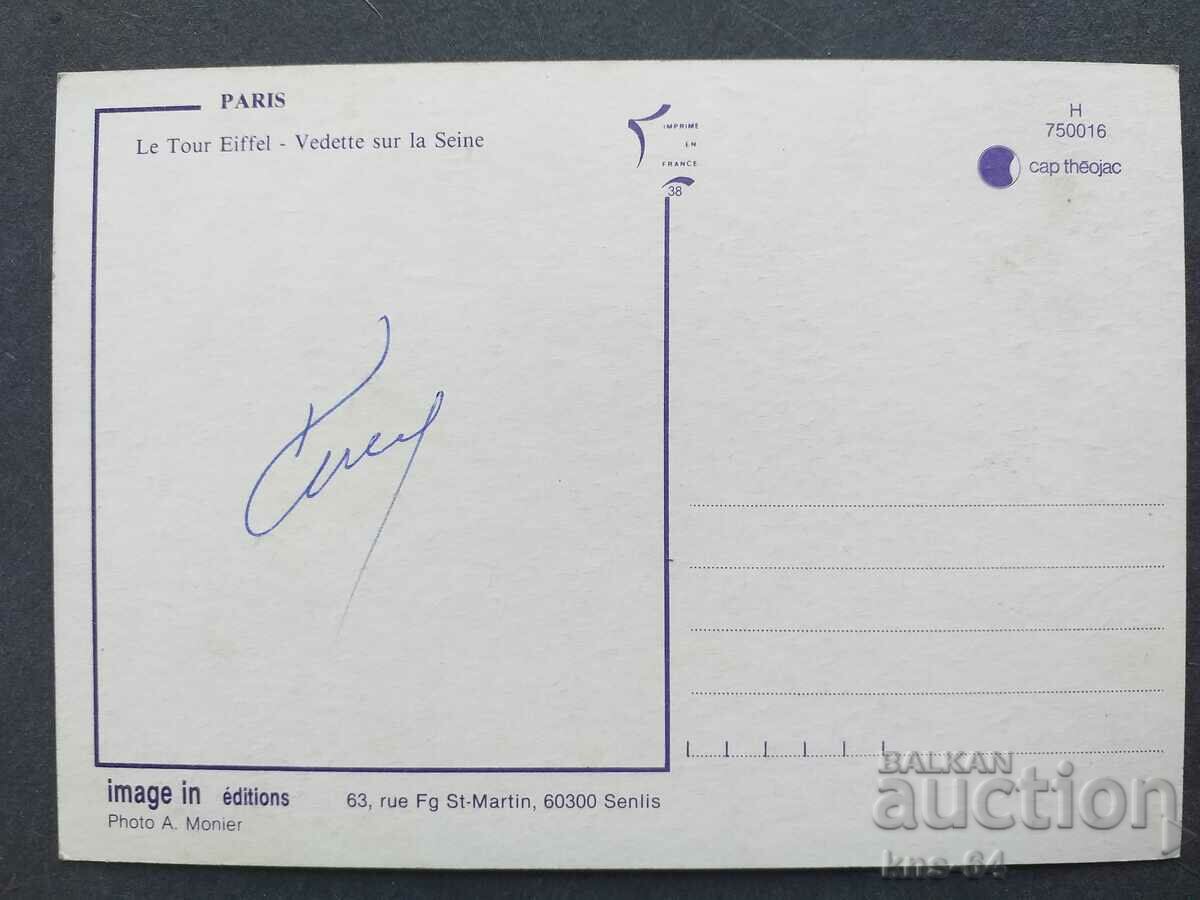 PARIS
Le Tour Eiffel - Vedette sur la Seine
IMPRIME
EN
FRANCE
38
H
750016
cap théojac
image in éditions
63, rue Fg St-Martin, 60300 Senlis
Photo A. Monier
BALKAN
auction
kns-64